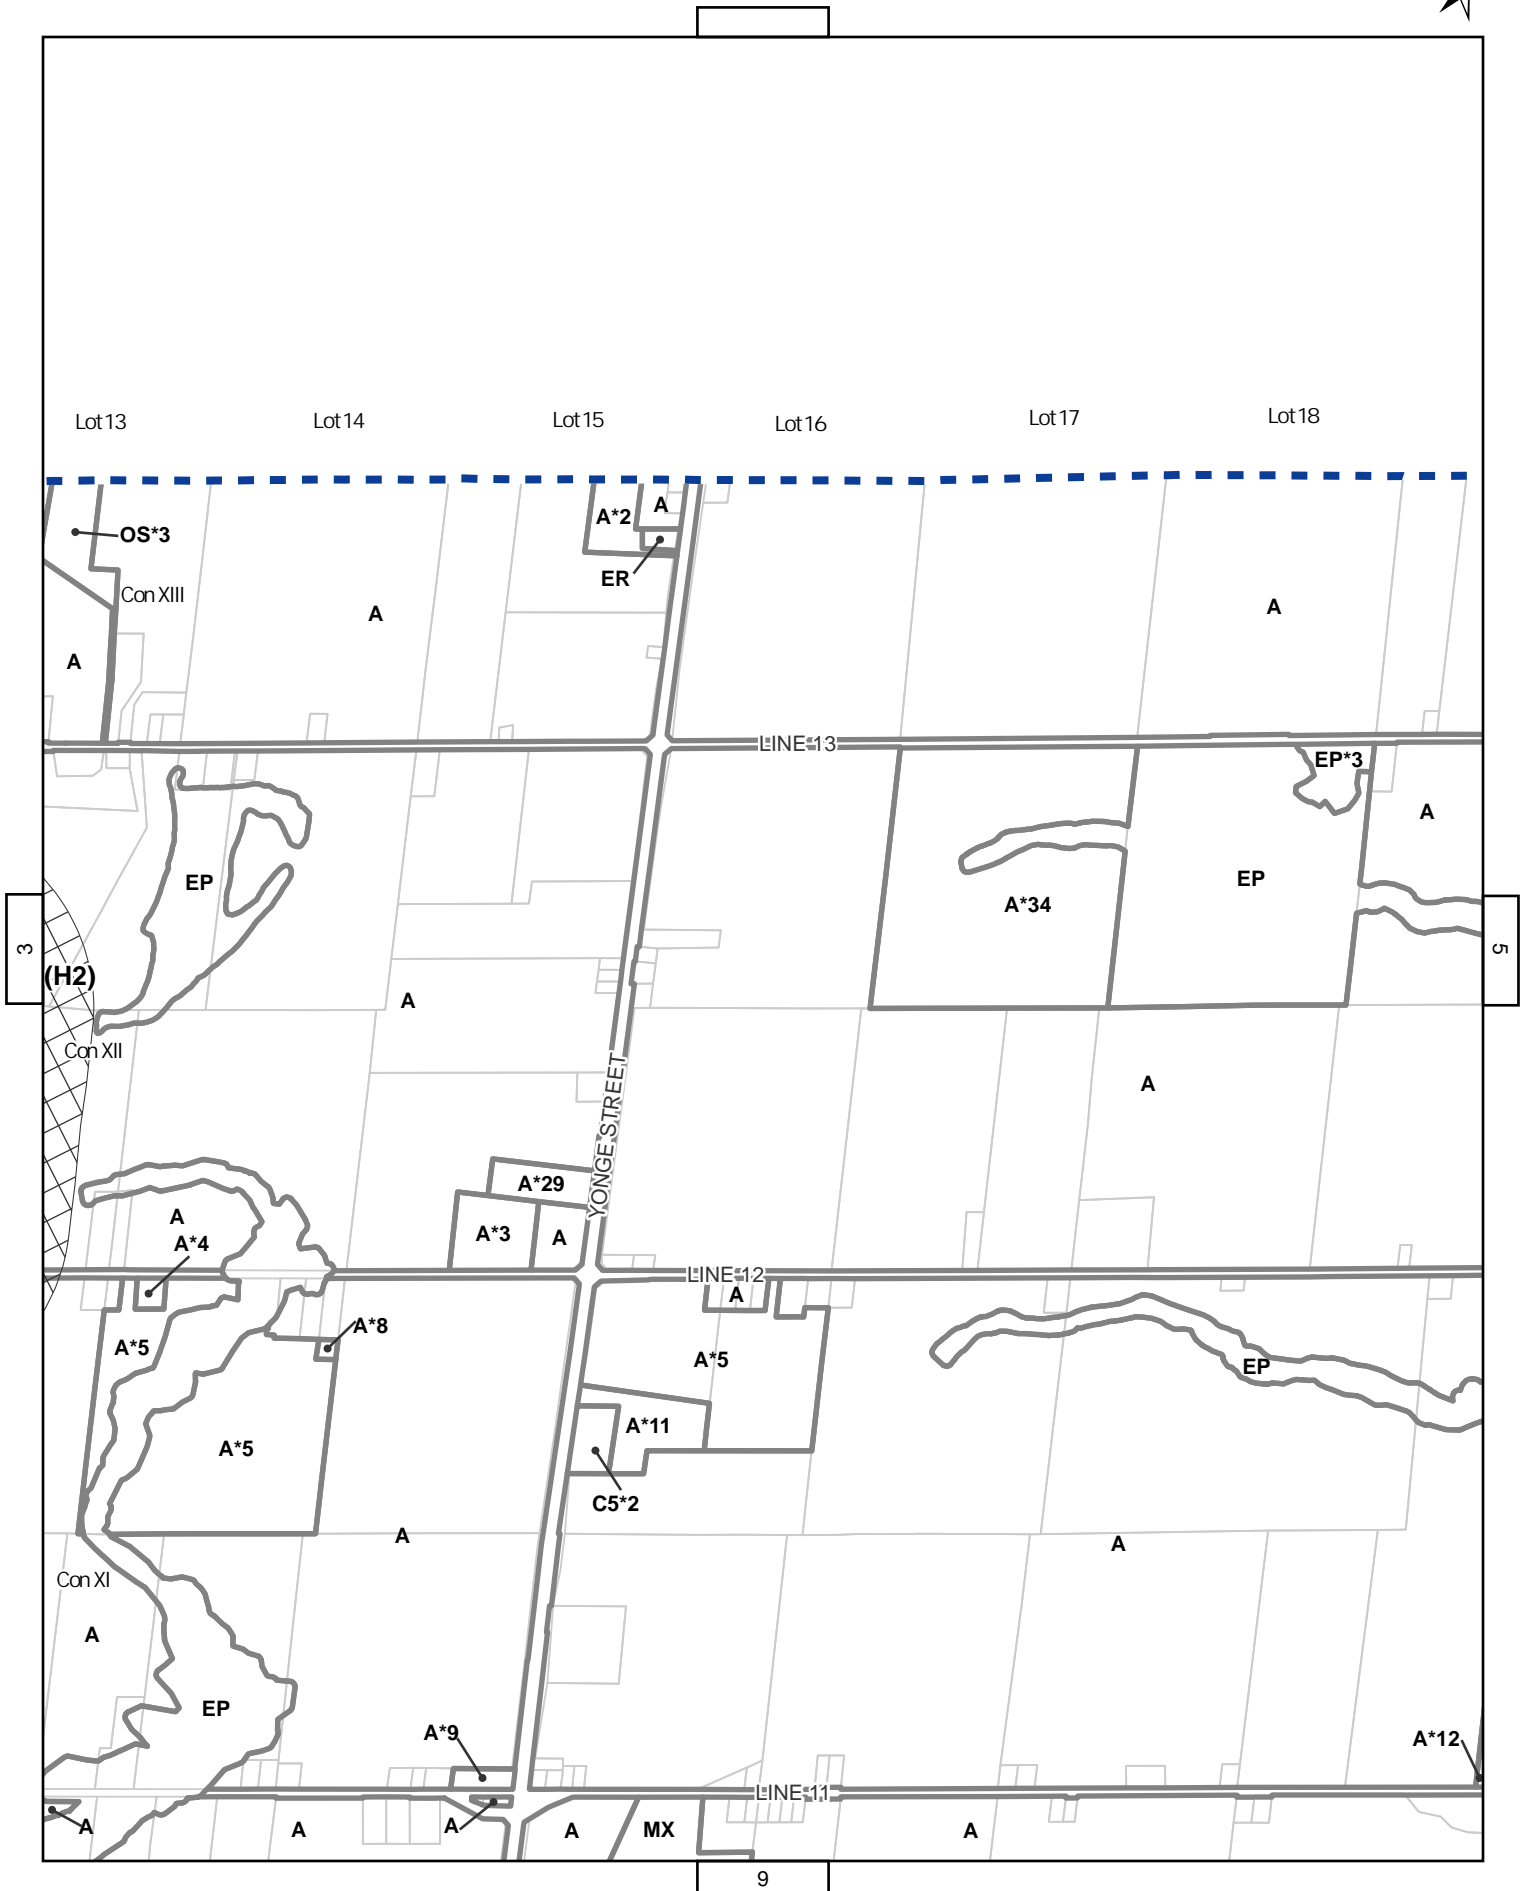 Lot 13
Lot 14
Lot 15
Lot 16
Lot 17
Lot 18
OS*3
A*2
A
ER
Con XIII
A
A
A
LINE 13
EP*3
A
EP
EP
A*34
3
5
(H2)
A
Con XII
A
YONGE STREET
A*29
A
A*3
A
A*4
LINE 12
A
A*8
A*5
A*5
EP
A*11
A*5
C5*2
A
A
Con XI
A
EP
A*9
A*12
LINE 11
A
A
A
A
MX
A
9